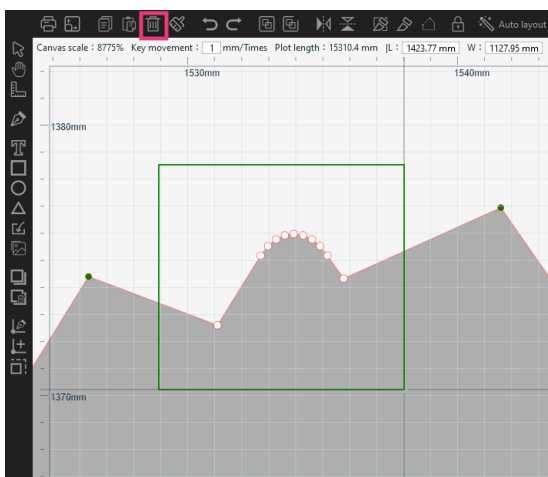 Auto layout
Canvas scale：8775% Key movement： 1 mm/Times Plot length：15310.4 mm |L： 1423.77 mm W： 1127.95 mm
1530mm 1540mm
1380mm
1370mm